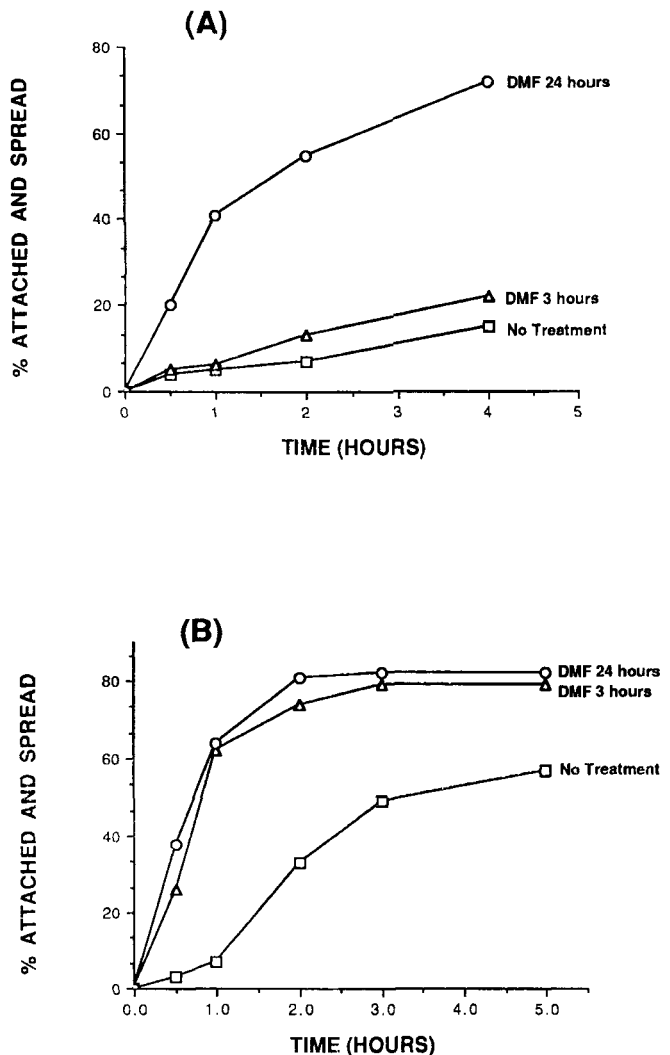 (A)
80
60
40
20
0
0 1 2 3 4 5
% ATTACHED AND SPREAD
TIME (HOURS)
DMF 24 hours
DMF 3 hours
No Treatment
(B)
80
60
40
20
0
0.0 1.0 2.0 3.0 4.0 5.0
% ATTACHED AND SPREAD
TIME (HOURS)
DMF 24 hours
DMF 3 hours
No Treatment